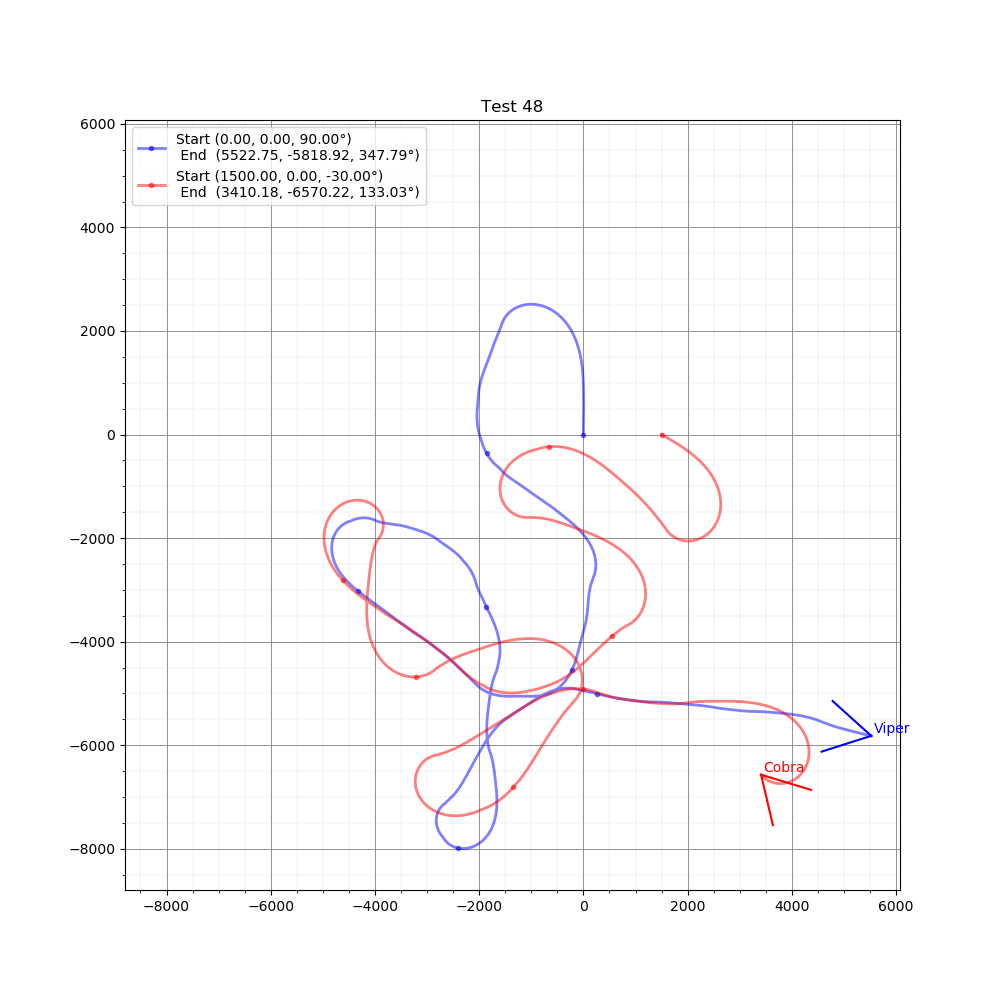 Test 48
Start (0.00, 0.00, 90.00°)
End  (5522.75, -5818.92, 347.79°)
Start (1500.00, 0.00, -30.00°)
End  (3410.18, -6570.22, 133.03°)
6000
4000
2000
0
−2000
−4000
−6000
−8000
Viper
Cobra
−8000 −6000 −4000 −2000 0 2000 4000 6000